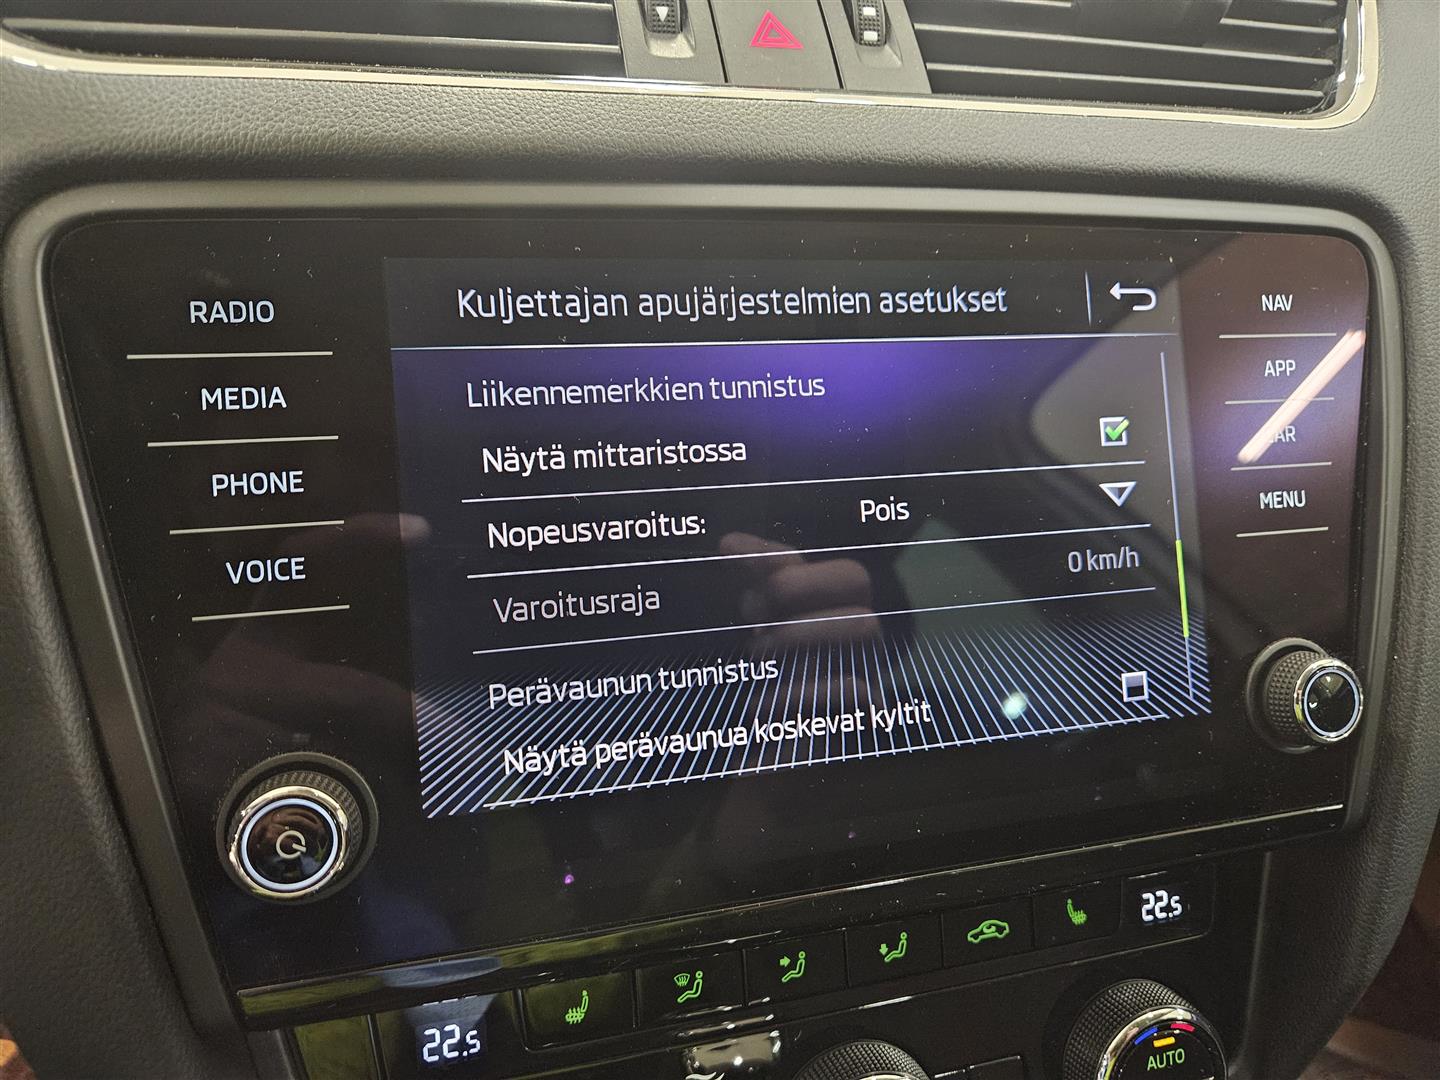 RADIO
MEDIA
PHONE
VOICE
Kuljettajan apujärjestelmien asetukset
Liikennemerkkien tunnistus
Näytä mittaristossa
Nopeusvaroitus: Pois
Varoitusraja 0 km/h
Perävaunun tunnistus
Näytä perävaunua koskevat kyltit
NAV
APP
MENU
22.5
22.5
AUTO